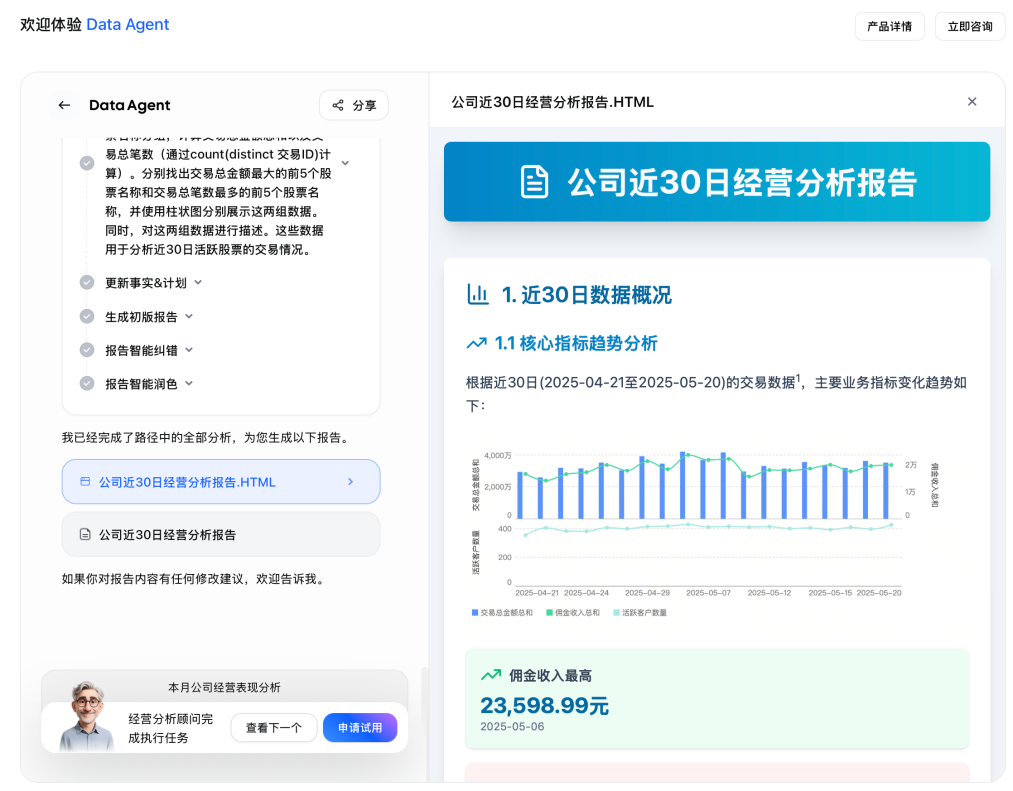 欢迎体验 Data Agent
产品详情
立即咨询
Data Agent
分享
票名称分组，计算交易总金额总和以及交
易总笔数（通过count(distinct 交易ID)计
算）。分别找出交易总金额最大的前5个股
票名称和交易总笔数最多的前5个股票名
称，并使用柱状图分别展示这两组数据。
同时，对这两组数据进行描述。这些数据
用于分析近30日活跃股票的交易情况。
更新事实&计划
生成初版报告
报告智能纠错
报告智能润色
我已经完成了路径中的全部分析，为您生成以下报告。
公司近30日经营分析报告.HTML
公司近30日经营分析报告
如果你对报告内容有任何修改建议，欢迎告诉我。
本月公司经营表现分析
经营分析顾问完
成执行任务
查看下一个
申请试用
公司近30日经营分析报告.HTML
公司近30日经营分析报告
1. 近30日数据概况
1.1 核心指标趋势分析
根据近30日(2025-04-21至2025-05-20)的交易数据1，主要业务指标变化趋势如
下：
交易总金额总和
4,000万
2,000万
0
2万
1万
0
佣金收入总和
活跃客户数量
400
200
0
2025-04-21 2025-04-24 2025-04-29 2025-05-07 2025-05-12 2025-05-15 2025-05-20
交易总金额总和 佣金收入总和 活跃客户数量
佣金收入最高
23,598.99元
2025-05-06